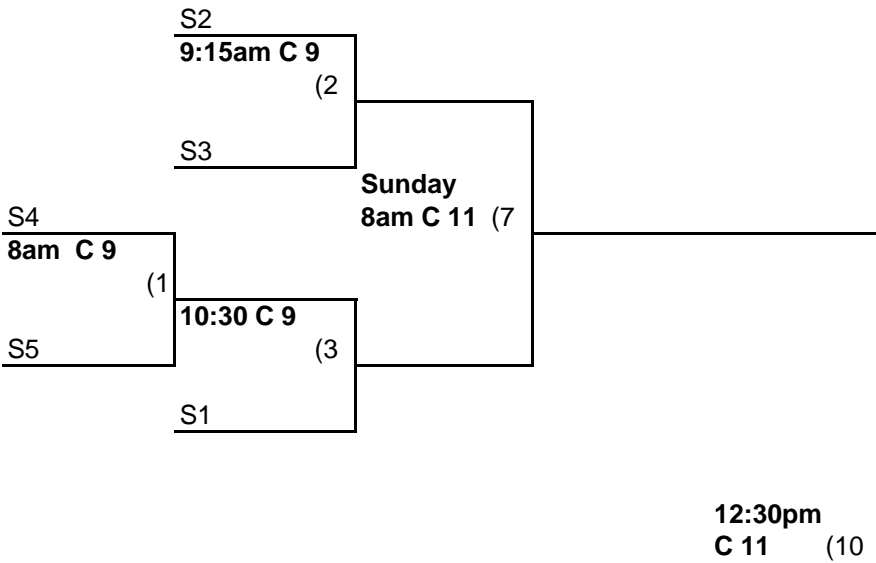 S2
9:15am C 9
(2
S3
Sunday
8am C 11 (7
S4
8am C 9
(1
10:30 C 9
S5
(3
S1
12:30pm
C 11 (10